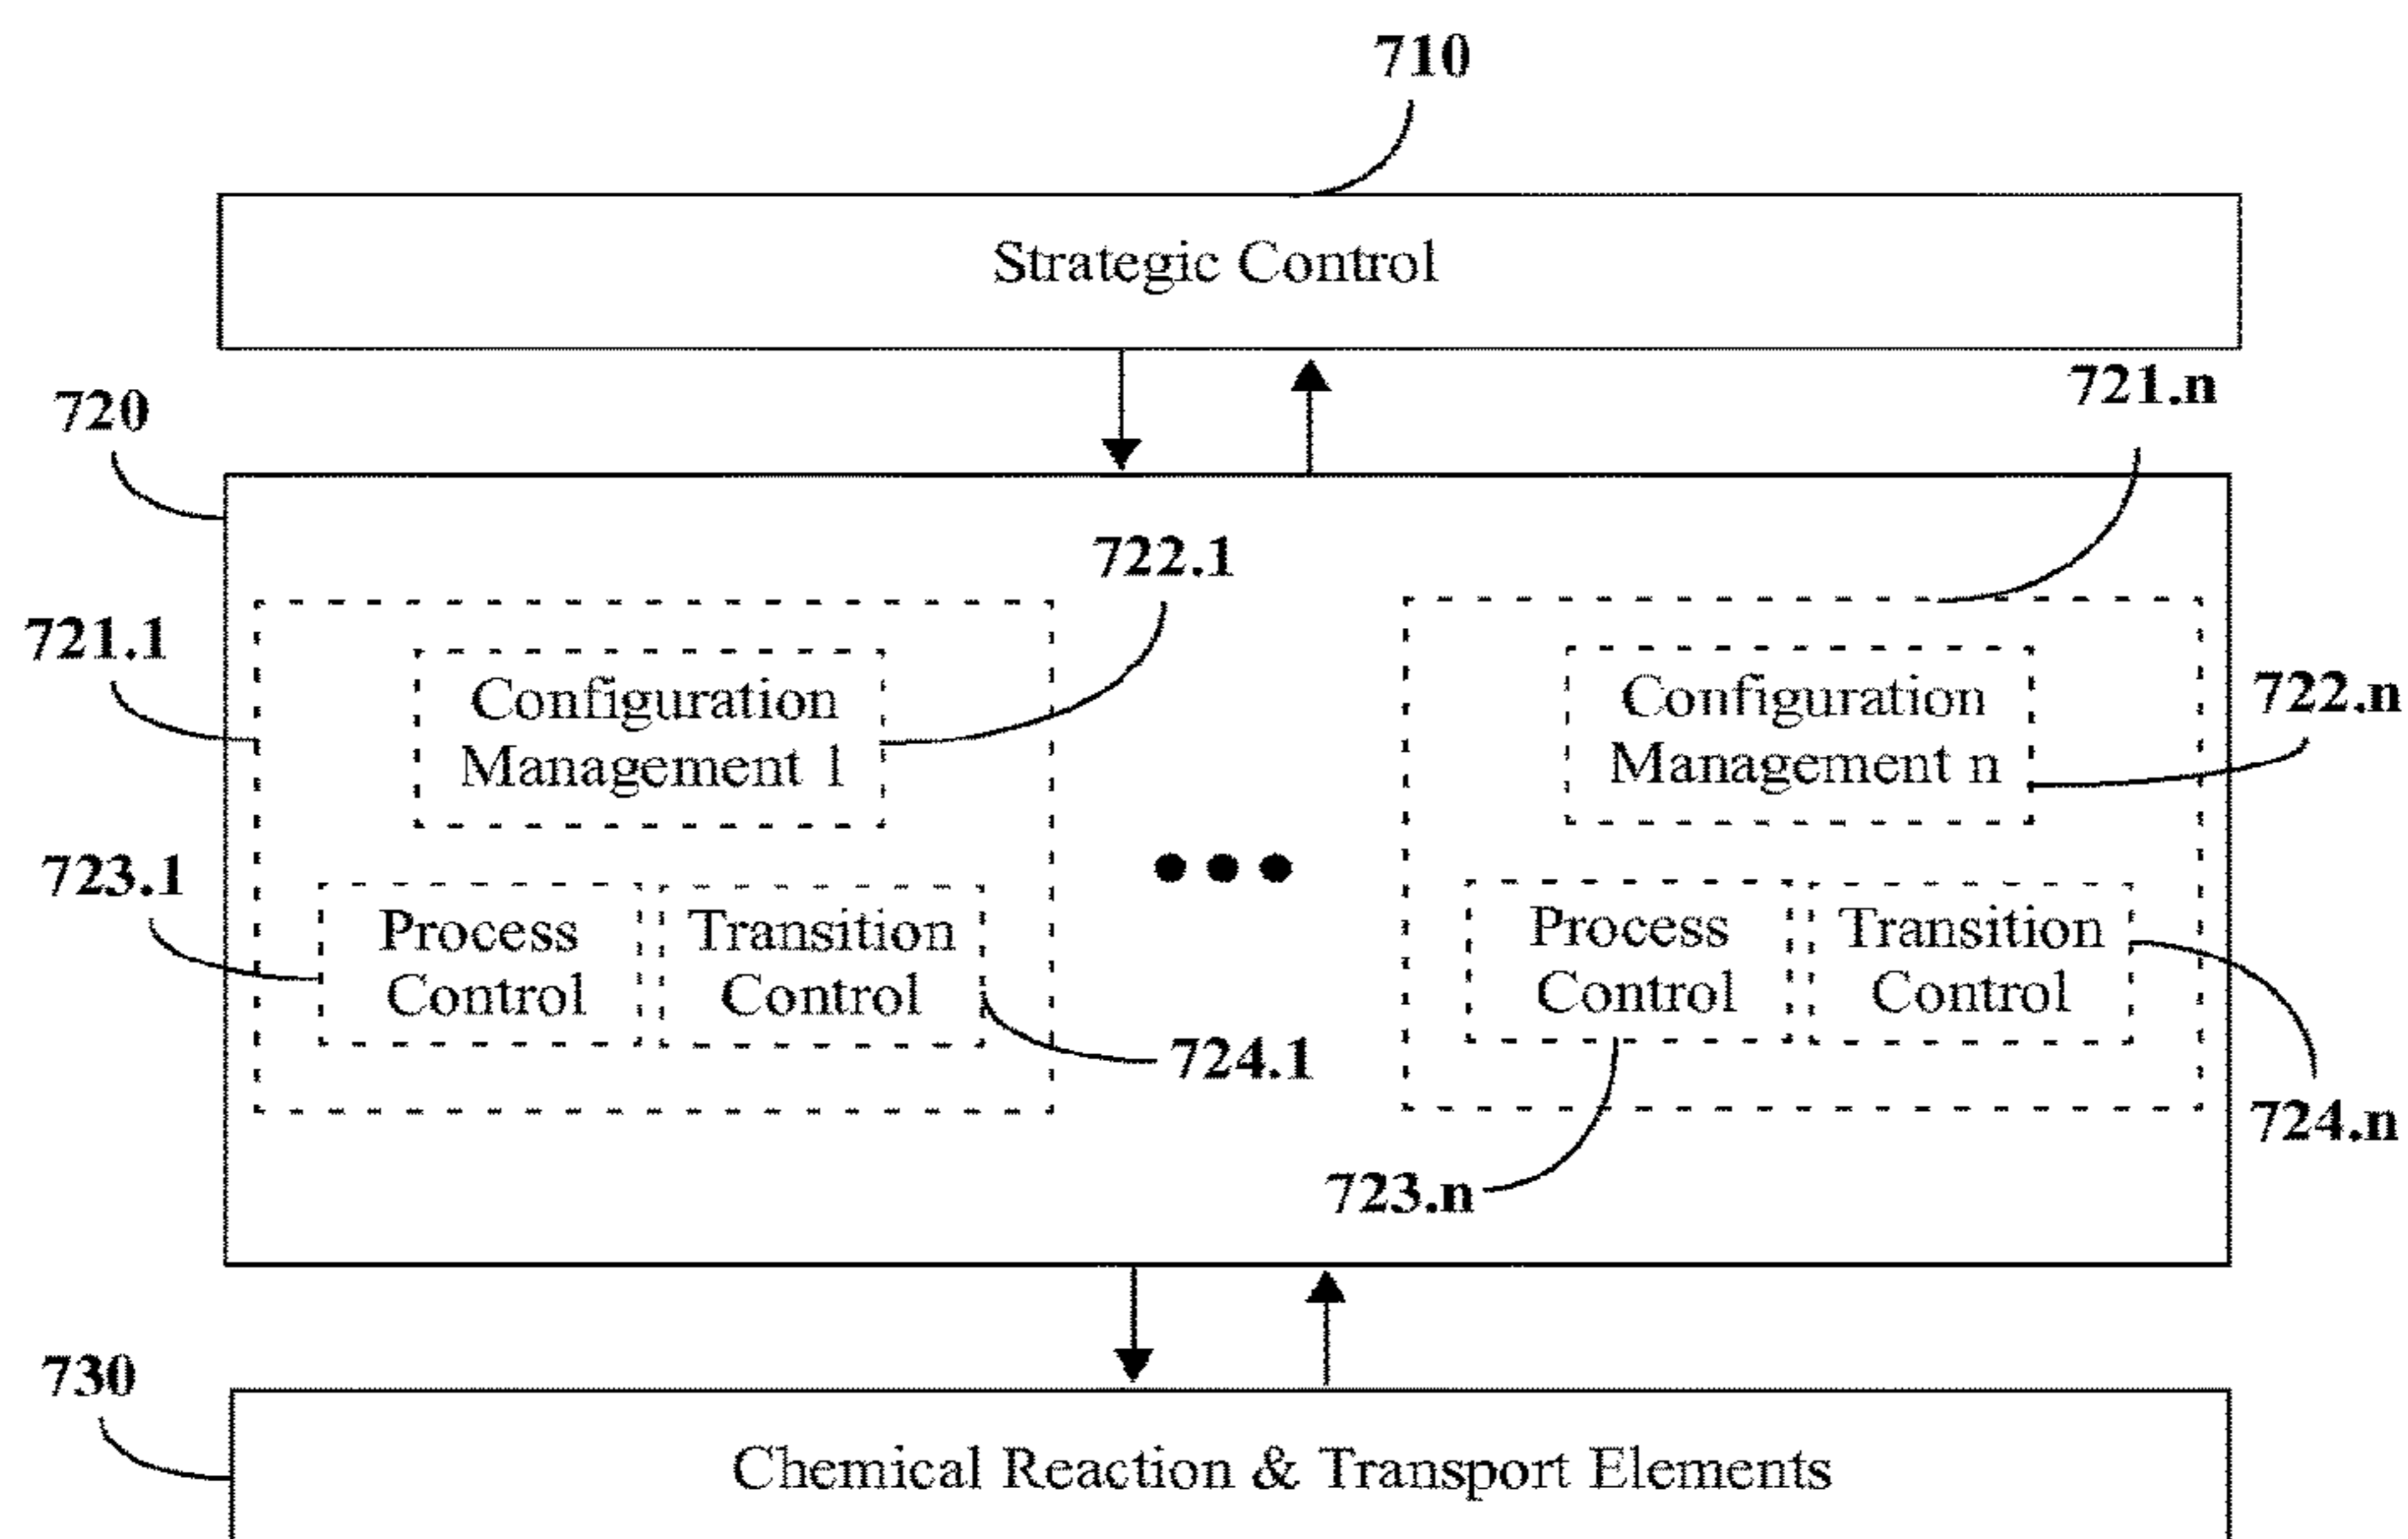 710
Strategic Control
720
721.n
722.1
721.1
Configuration
Management 1
Configuration
Management n
722.n
723.1
Process
Control
Transition
Control
Process
Control
Transition
Control
724.1
724.n
723.n
730
Chemical Reaction & Transport Elements